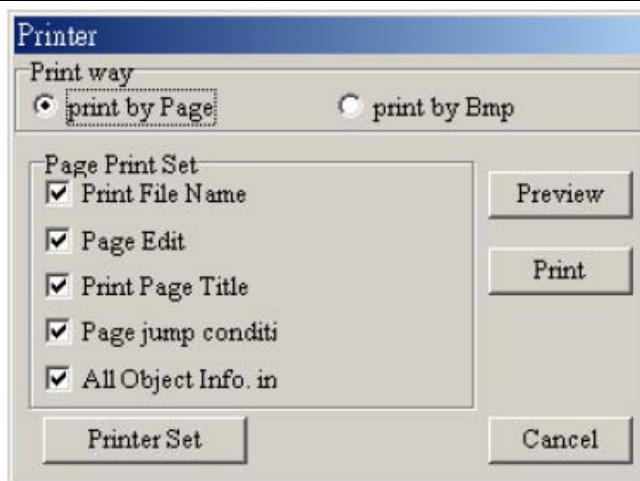 Printer
Print way
print by Page print by Bmp
Page Print Set
Print File Name
Preview
Page Edit
Print
Print Page Title
Page jump conditi
All Object Info. in
Printer Set Cancel